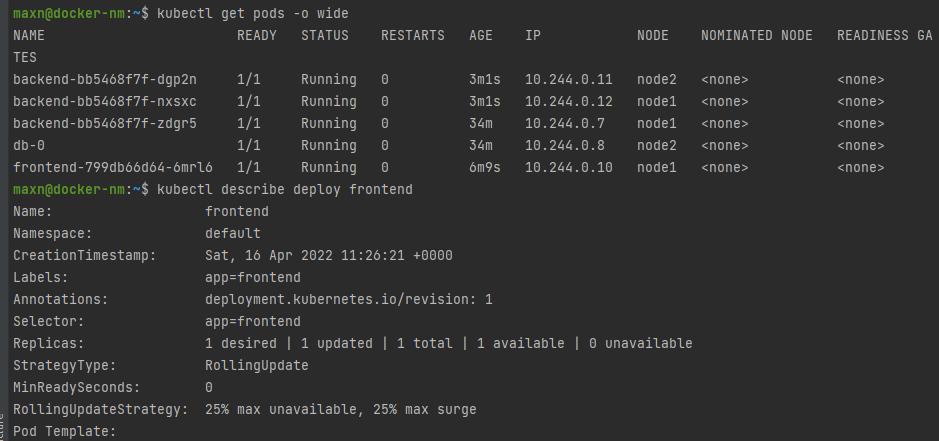 maxn@docker-nm:~$ kubectl get pods -o wide
NAME READY STATUS RESTARTS AGE IP NODE NOMINATED NODE READINESS GA
TES
backend-bb5468f7f-dgp2n 1/1 Running 0 3m1s 10.244.0.11 node2 <none> <none>
backend-bb5468f7f-nxsxc 1/1 Running 0 3m1s 10.244.0.12 node1 <none> <none>
backend-bb5468f7f-zdgr5 1/1 Running 0 34m 10.244.0.7 node1 <none> <none>
db-0 1/1 Running 0 34m 10.244.0.8 node2 <none> <none>
frontend-799db66d64-6mrl6 1/1 Running 0 6m9s 10.244.0.10 node1 <none> <none>
maxn@docker-nm:~$ kubectl describe deploy frontend
Name: frontend
Namespace: default
CreationTimestamp: Sat, 16 Apr 2022 11:26:21 +0000
Labels: app=frontend
Annotations: deployment.kubernetes.io/revision: 1
Selector: app=frontend
Replicas: 1 desired | 1 updated | 1 total | 1 available | 0 unavailable
StrategyType: RollingUpdate
MinReadySeconds: 0
RollingUpdateStrategy: 25% max unavailable, 25% max surge
Pod Template: